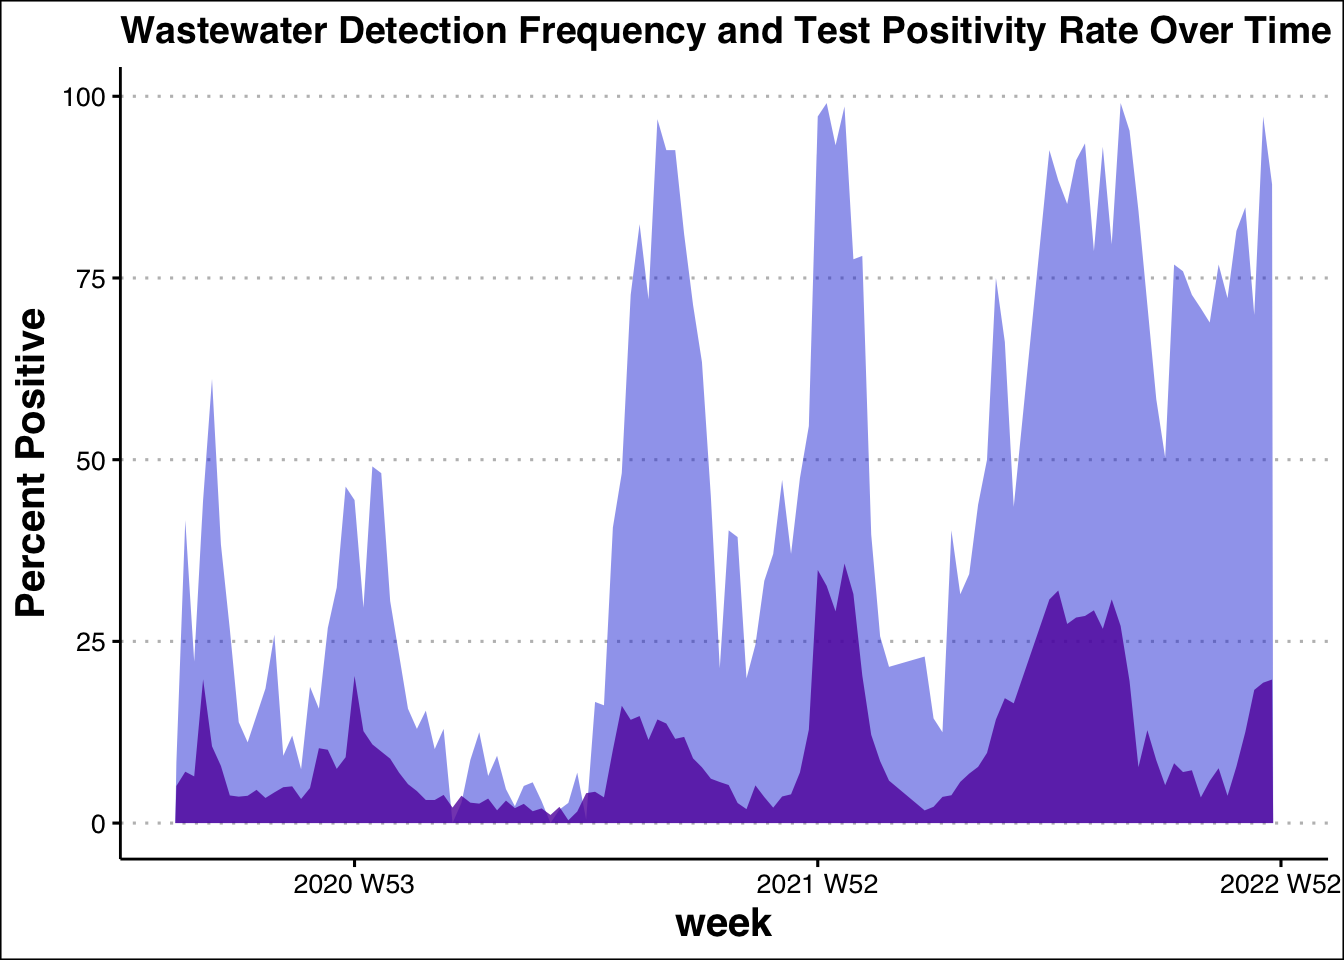 Wastewater Detection Frequency and Test Positivity Rate Over Time
100
75
50
25
0
Percent Positive
2020 W53
2021 W52
2022 W52
week